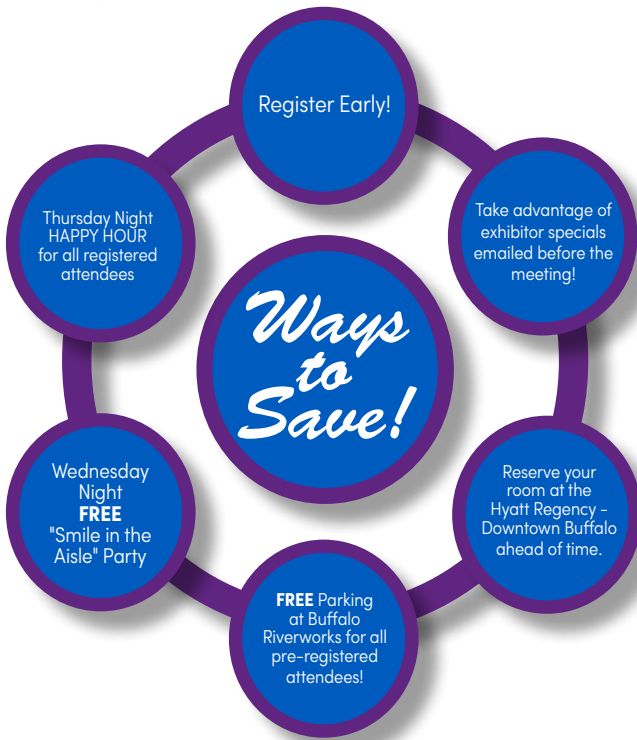 Register Early!
Take advantage of
exhibitor specials
emailed before the
meeting!
Reserve your
room at the
Hyatt Regency -
Downtown Buffalo
ahead of time.
FREE Parking
at Buffalo
Riverworks for all
pre-registered
attendees!
Wednesday
Night
FREE
"Smile in the
Aisle" Party
Thursday Night
HAPPY HOUR
for all registered
attendees
Ways
to
Save!